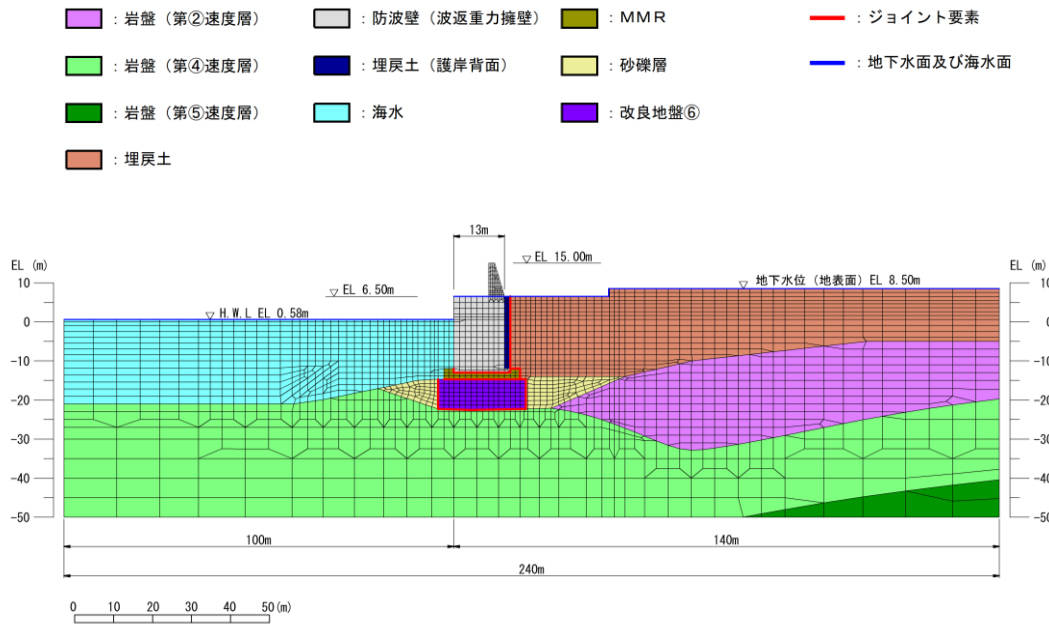 ：岩盤（第②速度層）
：防波壁（波返重力擁壁）
：ＭＭＲ
：ジョイント要素
：岩盤（第④速度層）
：埋戻土（護岸背面）
：砂礫層
：地下水面及び海水面
：岩盤（第⑤速度層）
：海水
：改良地盤⑥
：埋戻土
13m
EL (m)
EL 15.00m
EL (m)
10
EL 6.50m
地下水位（地表面）EL 8.50m
10
0
H.W.L EL 0.58m
0
-10
-10
-20
-20
-30
-30
-40
-40
-50
-50
100m
140m
240m
0 10 20 30 40 50(m)